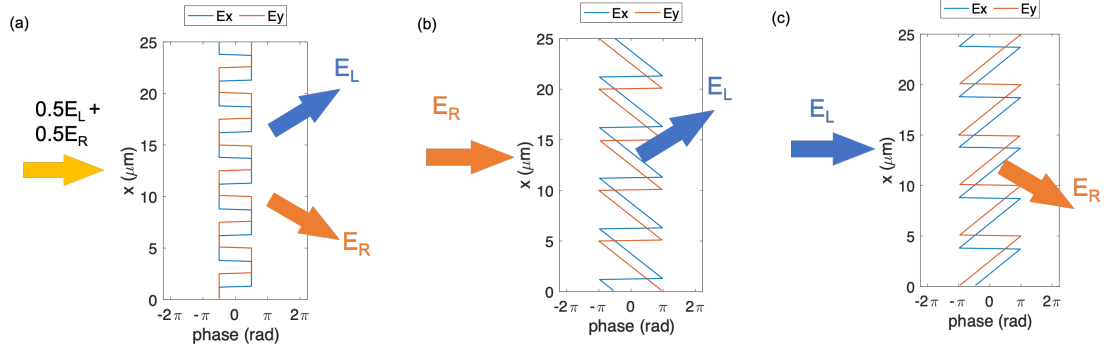 (a)
Ex Ey
25
20
15
10
5
0
x (μm)
-2π -π 0 π 2π
phase (rad)
0.5EL +
0.5ER
EL
ER
(b)
Ex Ey
25
20
15
10
5
0
x (μm)
-2π -π 0 π 2π
phase (rad)
ER
EL
(c)
Ex Ey
25
20
15
10
5
0
x (μm)
-2π -π 0 π 2π
phase (rad)
EL
ER